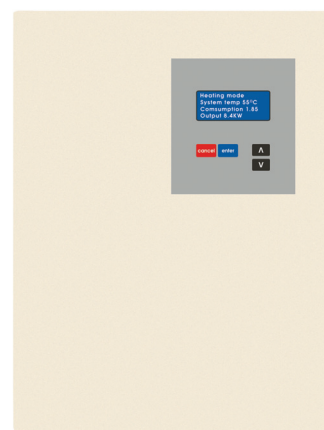 Heating mode
System temp 55°C
Comsumption 1.85
Output 8.4KW
cancel enter